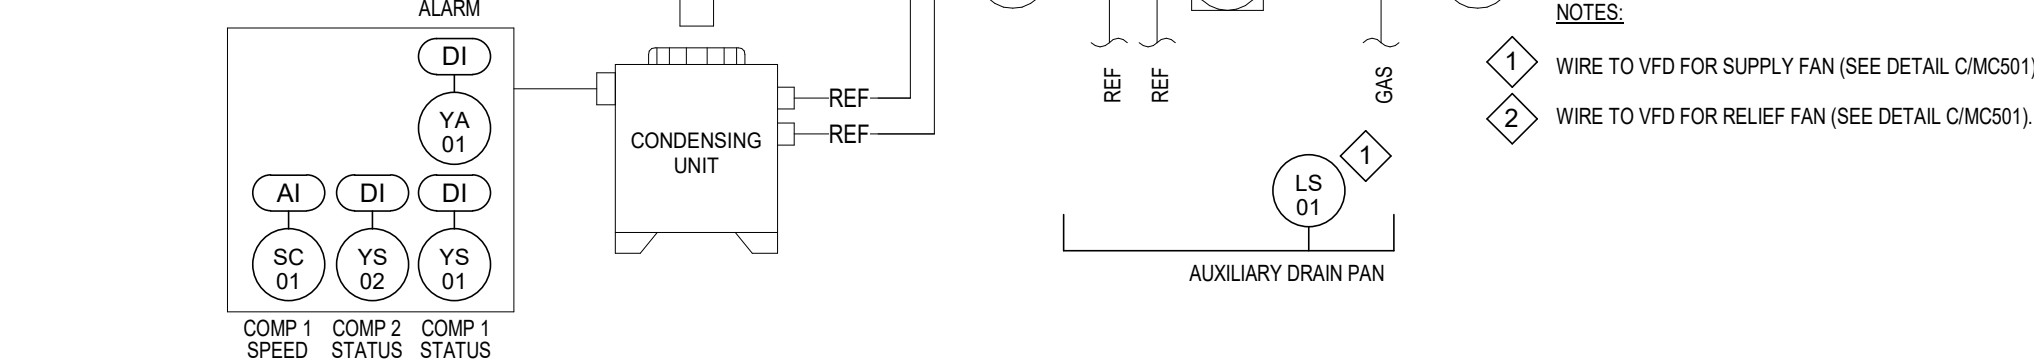 ALARM
DI
YA
01
AI
DI
DI
SC
01
YS
02
YS
01
COMP 1
SPEED
COMP 2
STATUS
COMP 1
STATUS
CONDENSING
UNIT
REF
REF
REF
REF
GAS
1
LS
01
AUXILIARY DRAIN PAN
NOTES:
1 WIRE TO VFD FOR SUPPLY FAN (SEE DETAIL C/MC501)
2 WIRE TO VFD FOR RELIEF FAN (SEE DETAIL C/MC501).